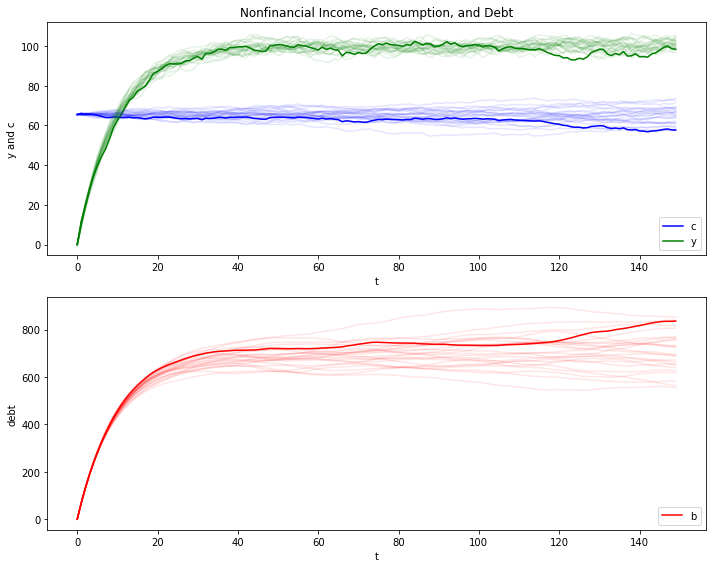 Nonfinancial Income, Consumption, and Debt
y and c
100
80
60
40
20
0
c
y
0 20 40 60 80 100 120 140
t
debt
800
600
400
200
0
b
0 20 40 60 80 100 120 140
t